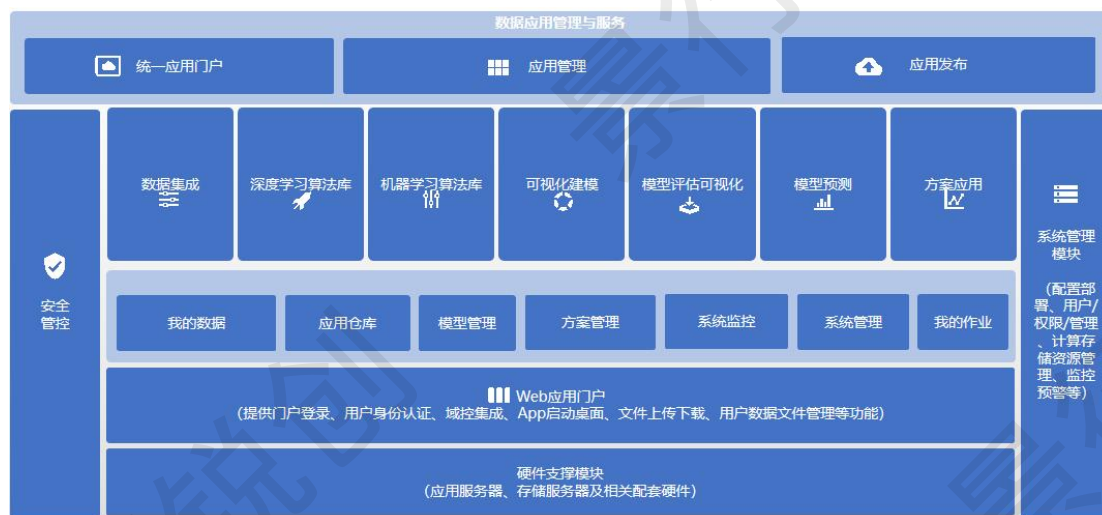 数据应用管理与服务
统一应用门户
应用管理
应用发布
数据集成
深度学习算法库
机器学习算法库
可视化建模
模型评估可视化
模型预测
方案应用
安全
管控
系统管理
模块
（配置部
署、用户/
权限/管理
、计算存
储资源管
理、监控
预警等）
我的数据
应用仓库
模型管理
方案管理
系统监控
系统管理
我的作业
Web应用门户
(提供门户登录、用户身份认证、域控集成、App启动桌面、文件上传下载、用户数据文件管理等功能)
硬件支撑模块
(应用服务器、存储服务器及相关配套硬件)
景行
锐创
景行